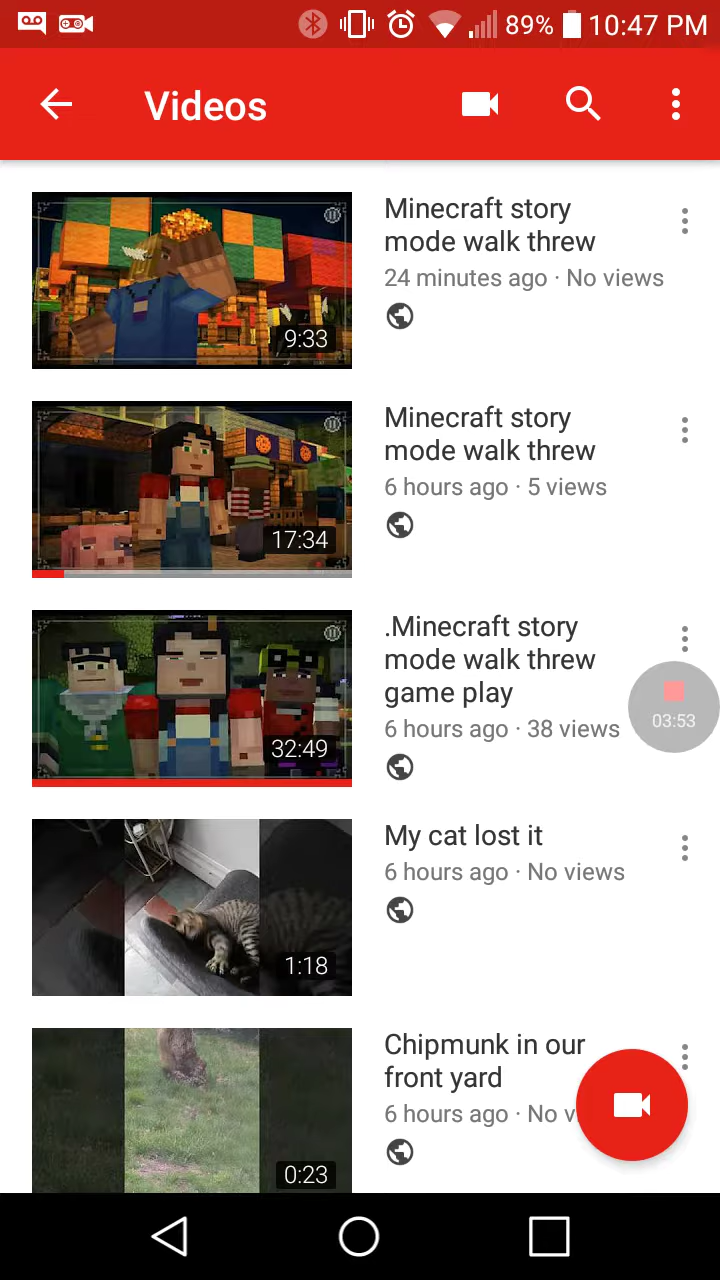 89% 10:47 PM
Videos
Minecraft story
mode walk threw
24 minutes ago · No views
9:33
Minecraft story
mode walk threw
6 hours ago · 5 views
17:34
.Minecraft story
mode walk threw
game play
6 hours ago · 38 views
32:49
03:53
My cat lost it
6 hours ago · No views
1:18
Chipmunk in our
front yard
6 hours ago · No v
0:23